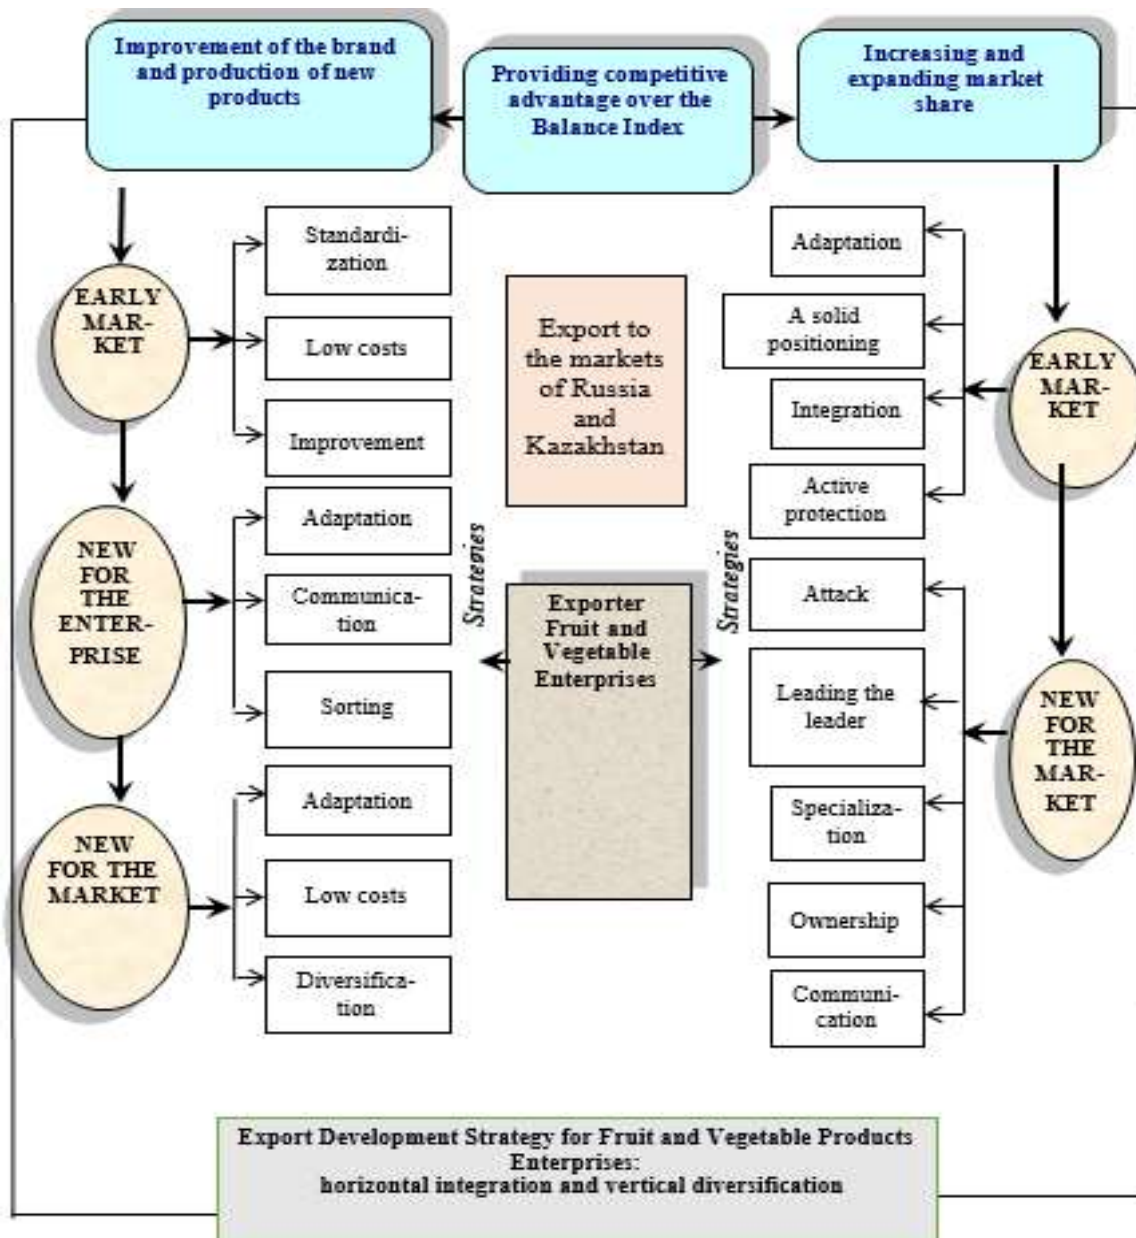 Improvement of the brand
and production of new
products
Providing competitive
advantage over the
Balance Index
Increasing and
expanding market
share
EARLY
MAR-
KET
Standardi-
zation
Low costs
Improvement
NEW
FOR
THE
ENTER-
PRISE
Adaptation
Communica-
tion
Sorting
NEW
FOR THE
MARKET
Adaptation
Low costs
Diversifica-
tion
Strategies
Export to
the markets
of Russia
and
Kazakhstan
Exporter
Fruit and
Vegetable
Enterprises
Strategies
Adaptation
A solid
positioning
Integration
Active
protection
EARLY
MAR-
KET
Attack
Leading the
leader
Specializa-
tion
Ownership
Communi-
cation
NEW
FOR
THE
MAR-
KET
Export Development Strategy for Fruit and Vegetable Products
Enterprises:
horizontal integration and vertical diversification